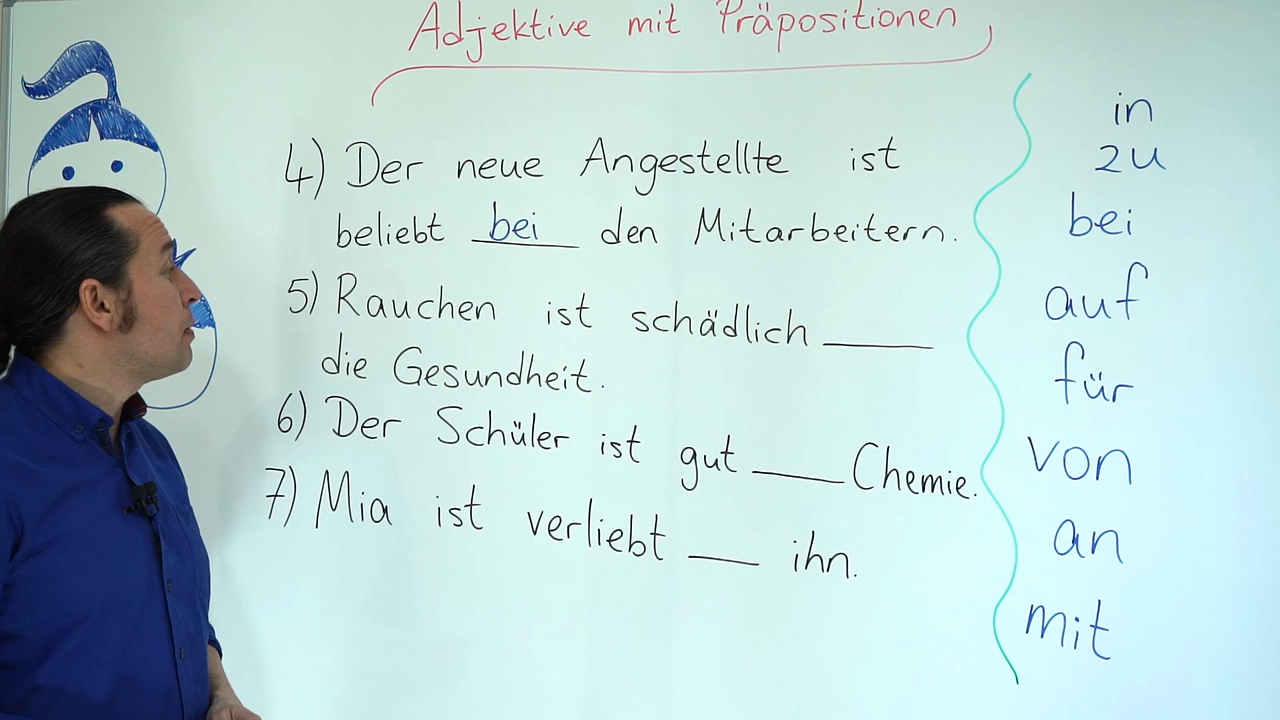 Adjektive mit Präpositionen
4) Der neue Angestellte ist
beliebt bei den Mitarbeitern.
5) Rauchen ist schädlich ____
die Gesundheit.
6) Der Schüler ist gut ____ Chemie.
7) Mia ist verliebt ____ ihn.
in
zu
bei
auf
für
von
an
mit